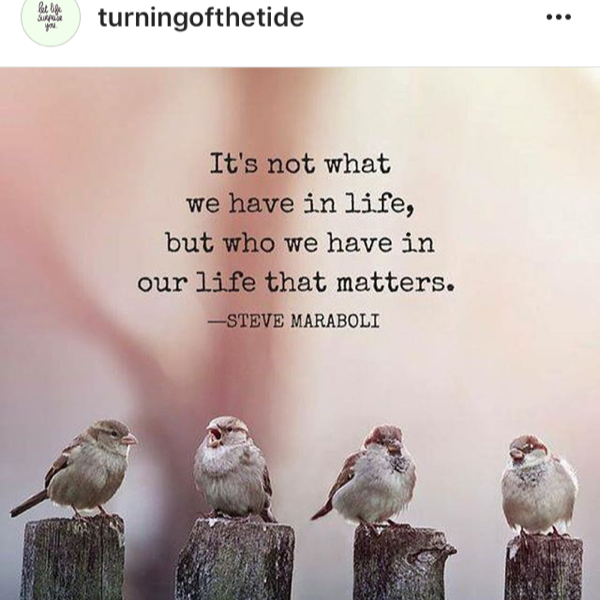 let life
surprise
you.
turningofthetide
It's not what
we have in life,
but who we have in
our life that matters.
—STEVE MARABOLI